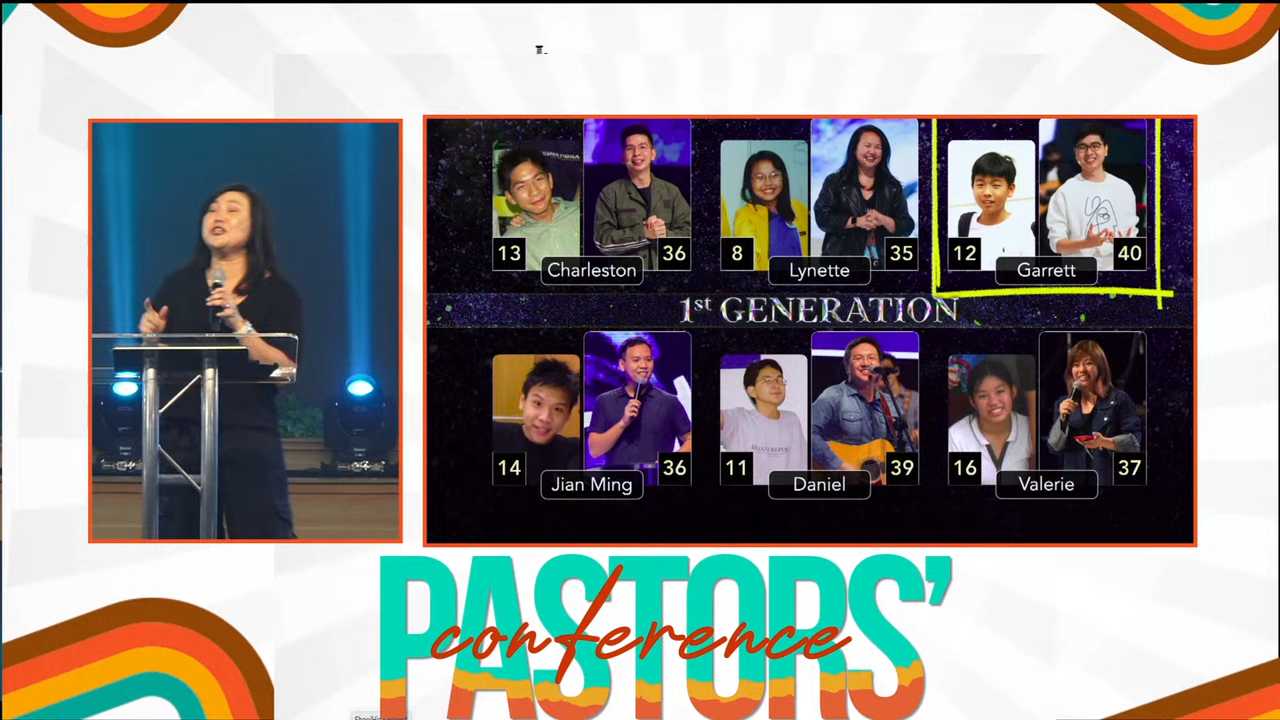 13
36
Charleston
8
35
Lynette
12
40
Garrett
1st GENERATION
14
36
Jian Ming
11
39
Daniel
16
37
Valerie
PASTORS'
conference